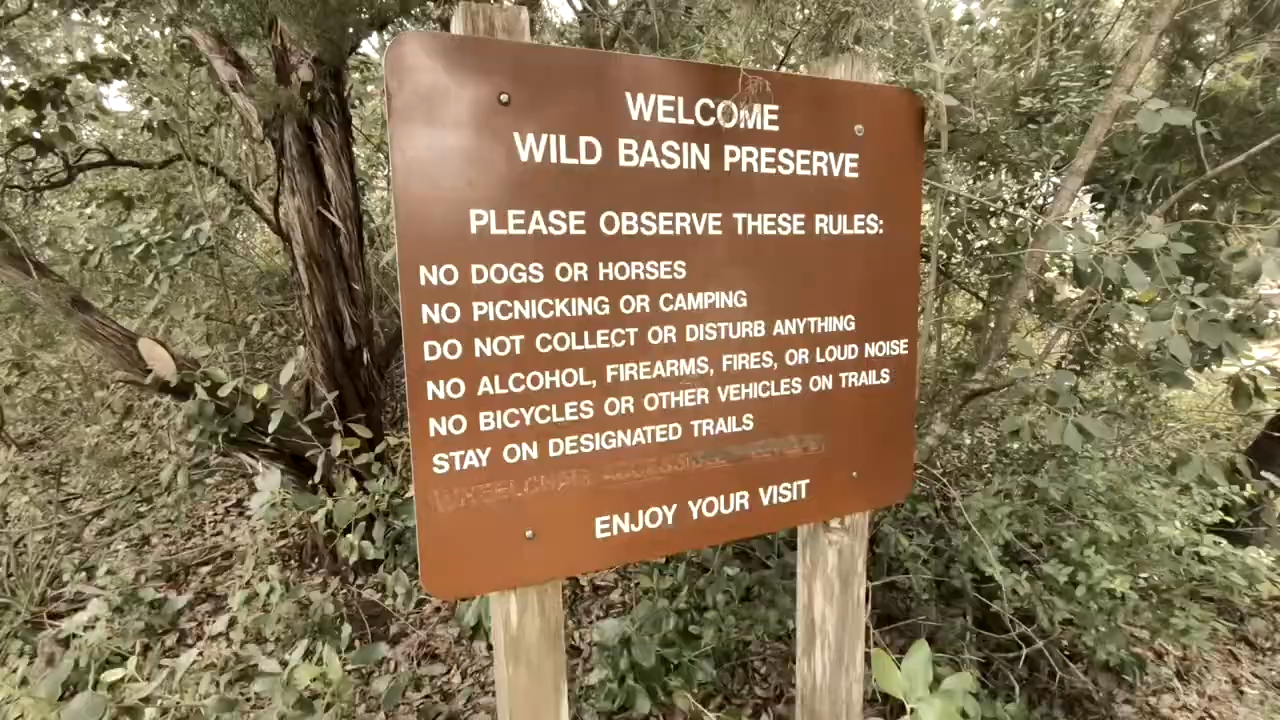 WELCOME
WILD BASIN PRESERVE
PLEASE OBSERVE THESE RULES:
NO DOGS OR HORSES
NO PICNICKING OR CAMPING
DO NOT COLLECT OR DISTURB ANYTHING
NO ALCOHOL, FIREARMS, FIRES, OR LOUD NOISE
NO BICYCLES OR OTHER VEHICLES ON TRAILS
STAY ON DESIGNATED TRAILS
WHEELCHAIR
ENJOY YOUR VISIT